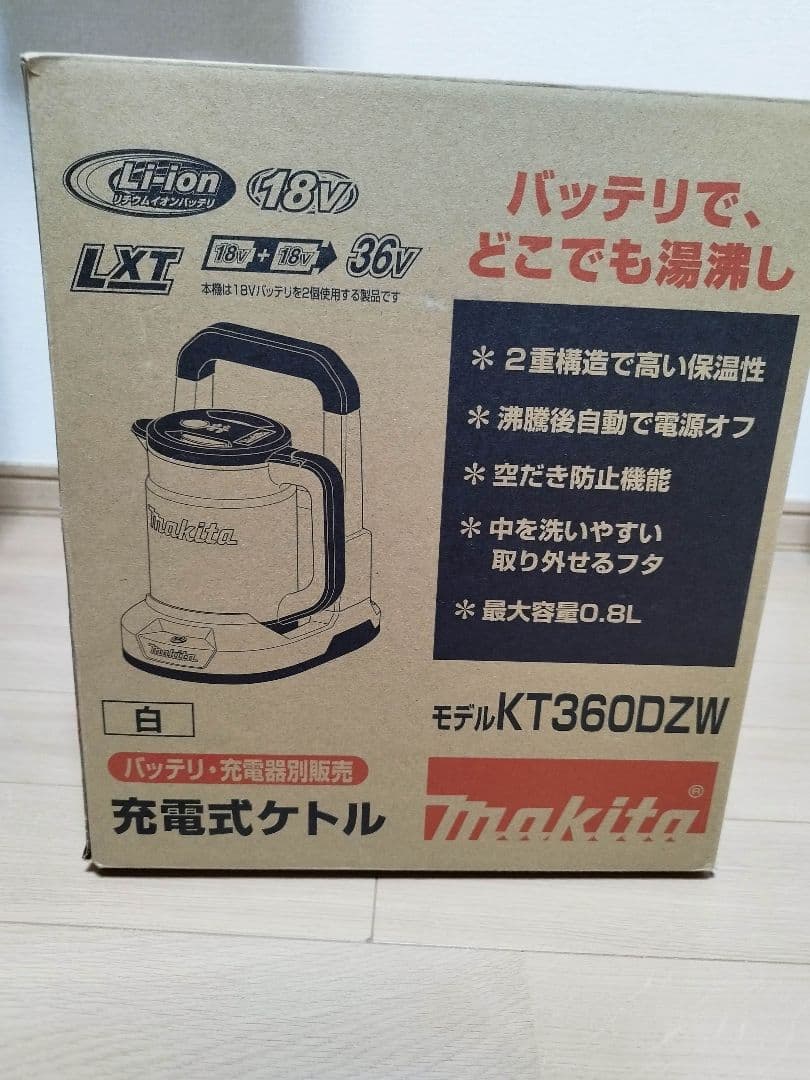 Li-ion
リチウムイオンバッテリ
18V
LXT
18V+18V 36V
本機は18Vバッテリを2個使用する製品です
バッテリで、
どこでも湯沸し
＊2重構造で高い保温性
＊沸騰後自動で電源オフ
＊空だき防止機能
＊中を洗いやすい
取り外せるフタ
＊最大容量0.8L
makita
makita
白
モデルKT360DZW
バッテリ・充電器別販売
充電式ケトル
makita®